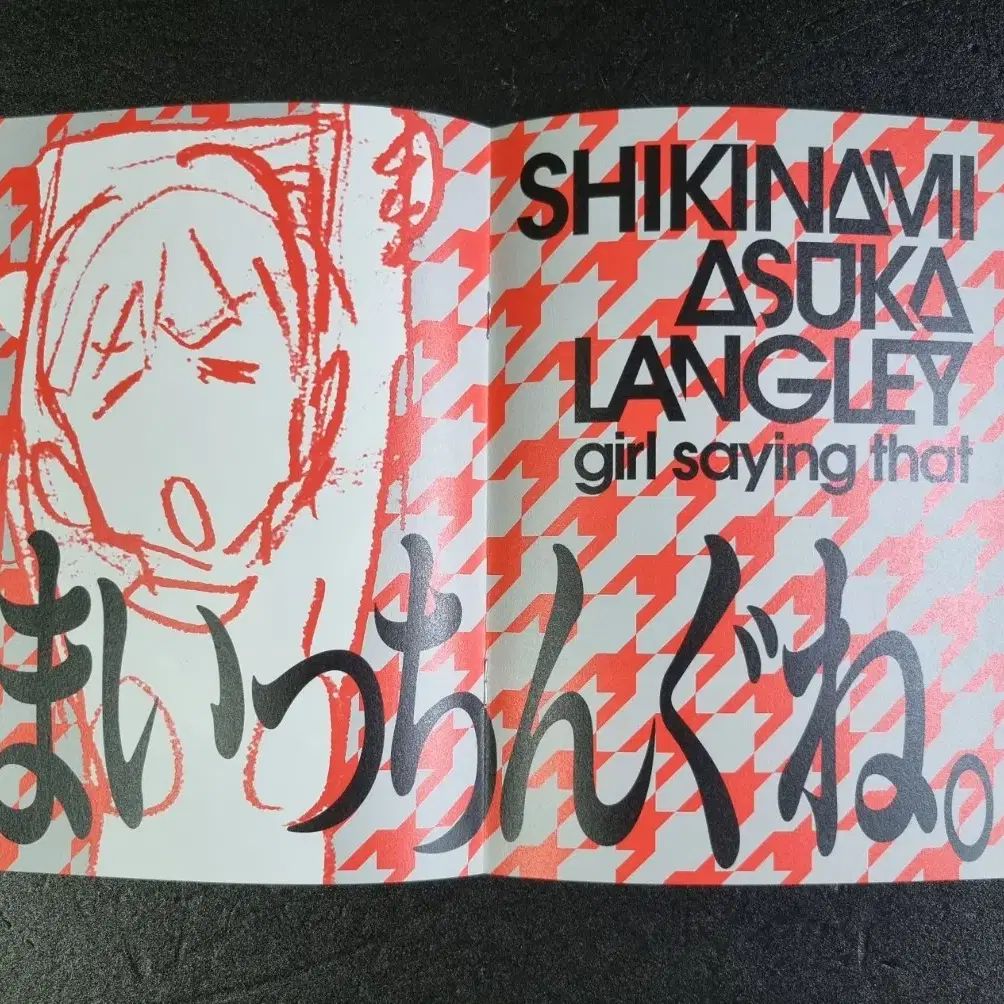 SHIKINAMI
ASUKA
LANGLEY
girl saying that
まいっちんぐね。